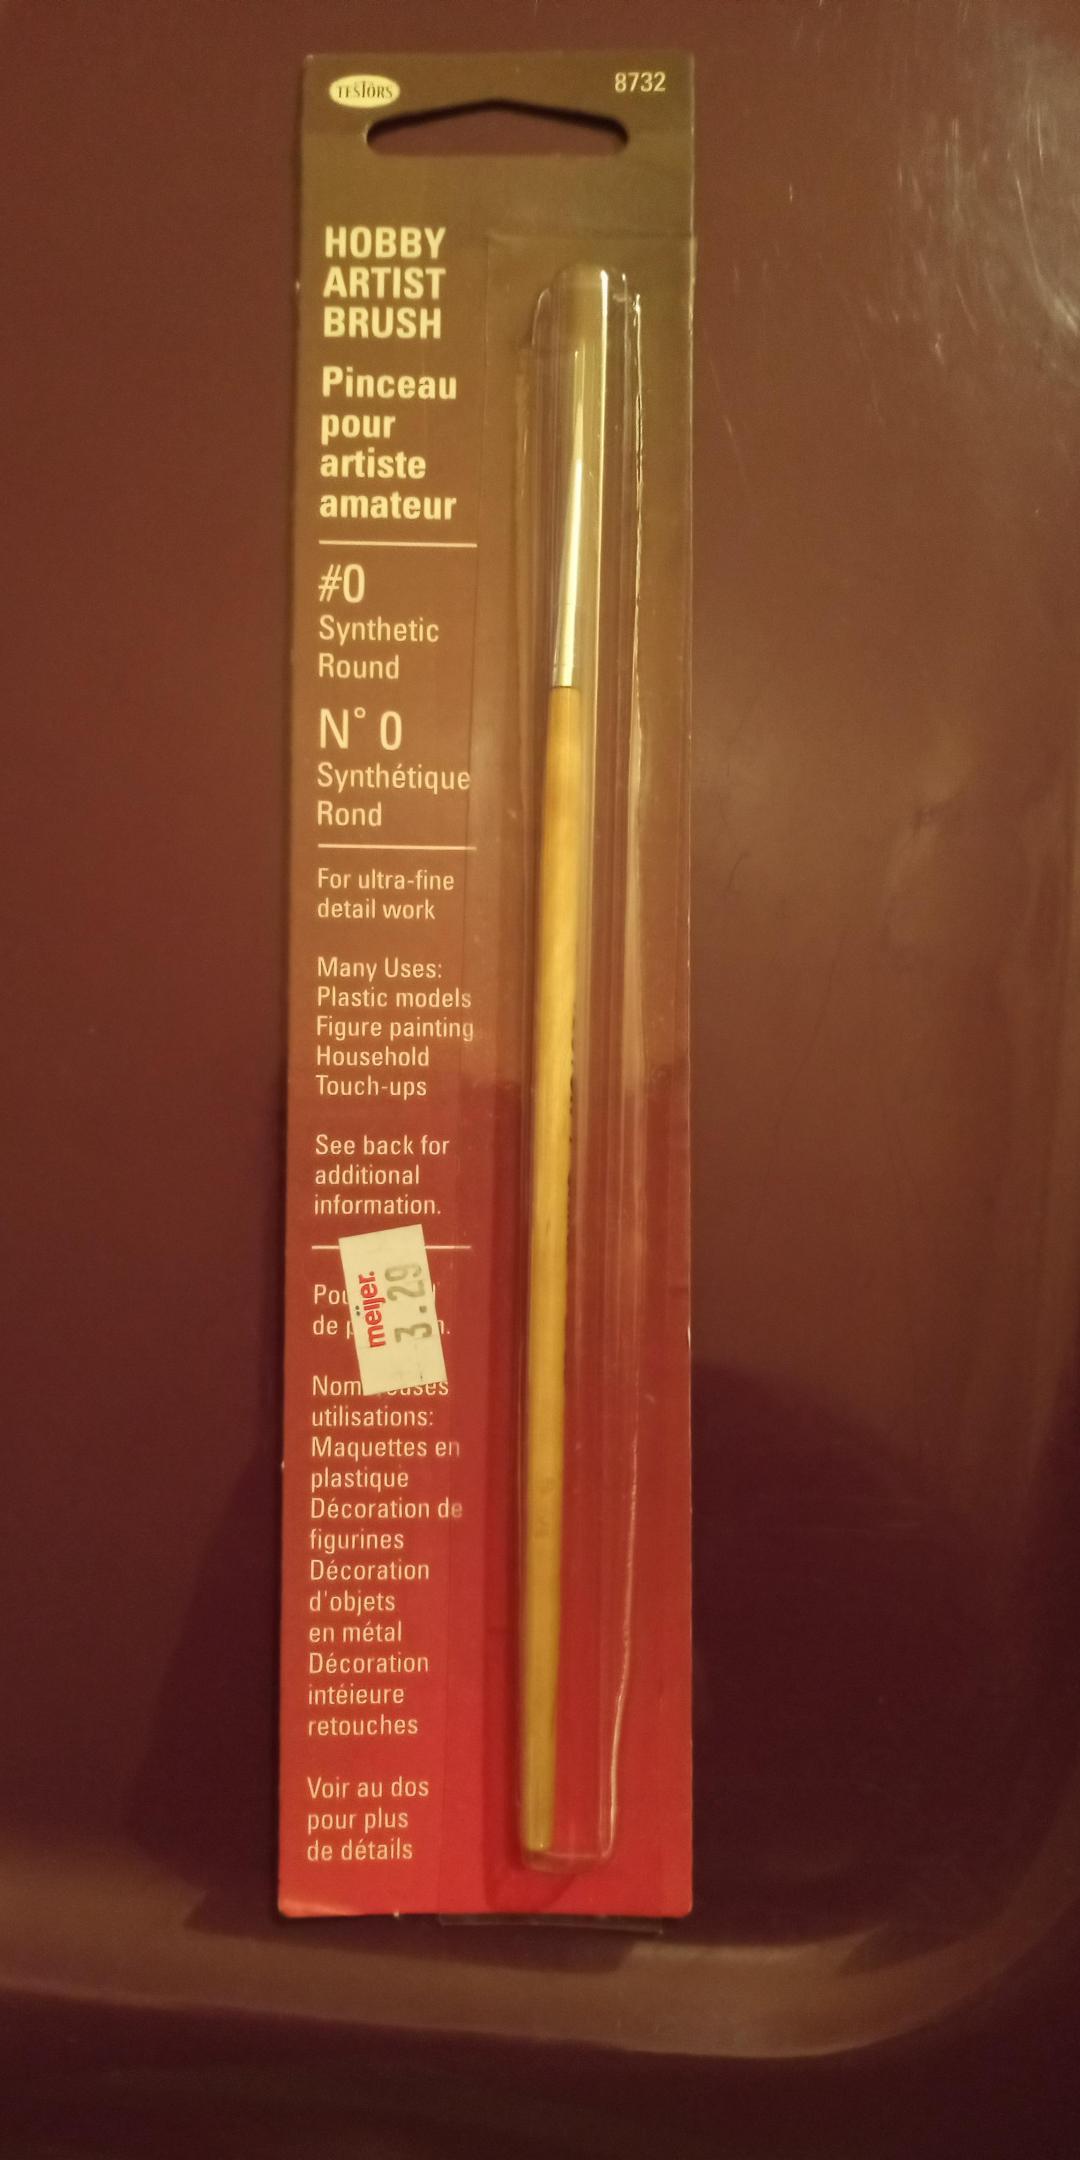 TESTORS
8732
HOBBY
ARTIST
BRUSH
Pinceau
pour
artiste
amateur
#0
Synthetic
Round
N° 0
Synthétique
Rond
For ultra-fine
detail work
Many Uses:
Plastic models
Figure painting
Household
Touch-ups
See back for
additional
information.
meijer.
3.29
de
utilisations:
Maquettes en
plastique
Décoration de
figurines
Décoration
d'objets
en métal
Décoration
intéieure
retouches
Voir au dos
pour plus
de détails